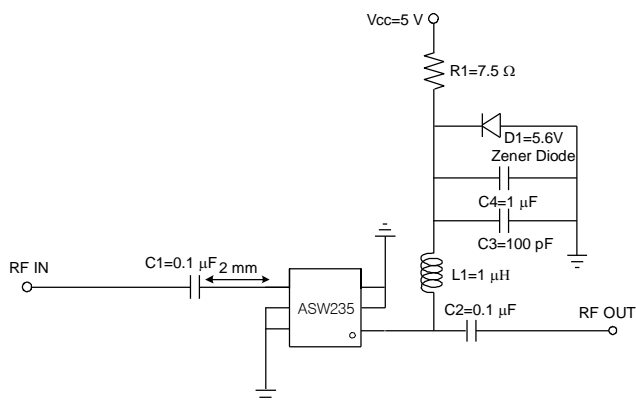 Vcc=5 V
R1=7.5 Ω
D1=5.6V
Zener Diode
C4=1 μF
C3=100 pF
L1=1 μH
C1=0.1 μF
2 mm
RF IN
ASW235
C2=0.1 μF
RF OUT